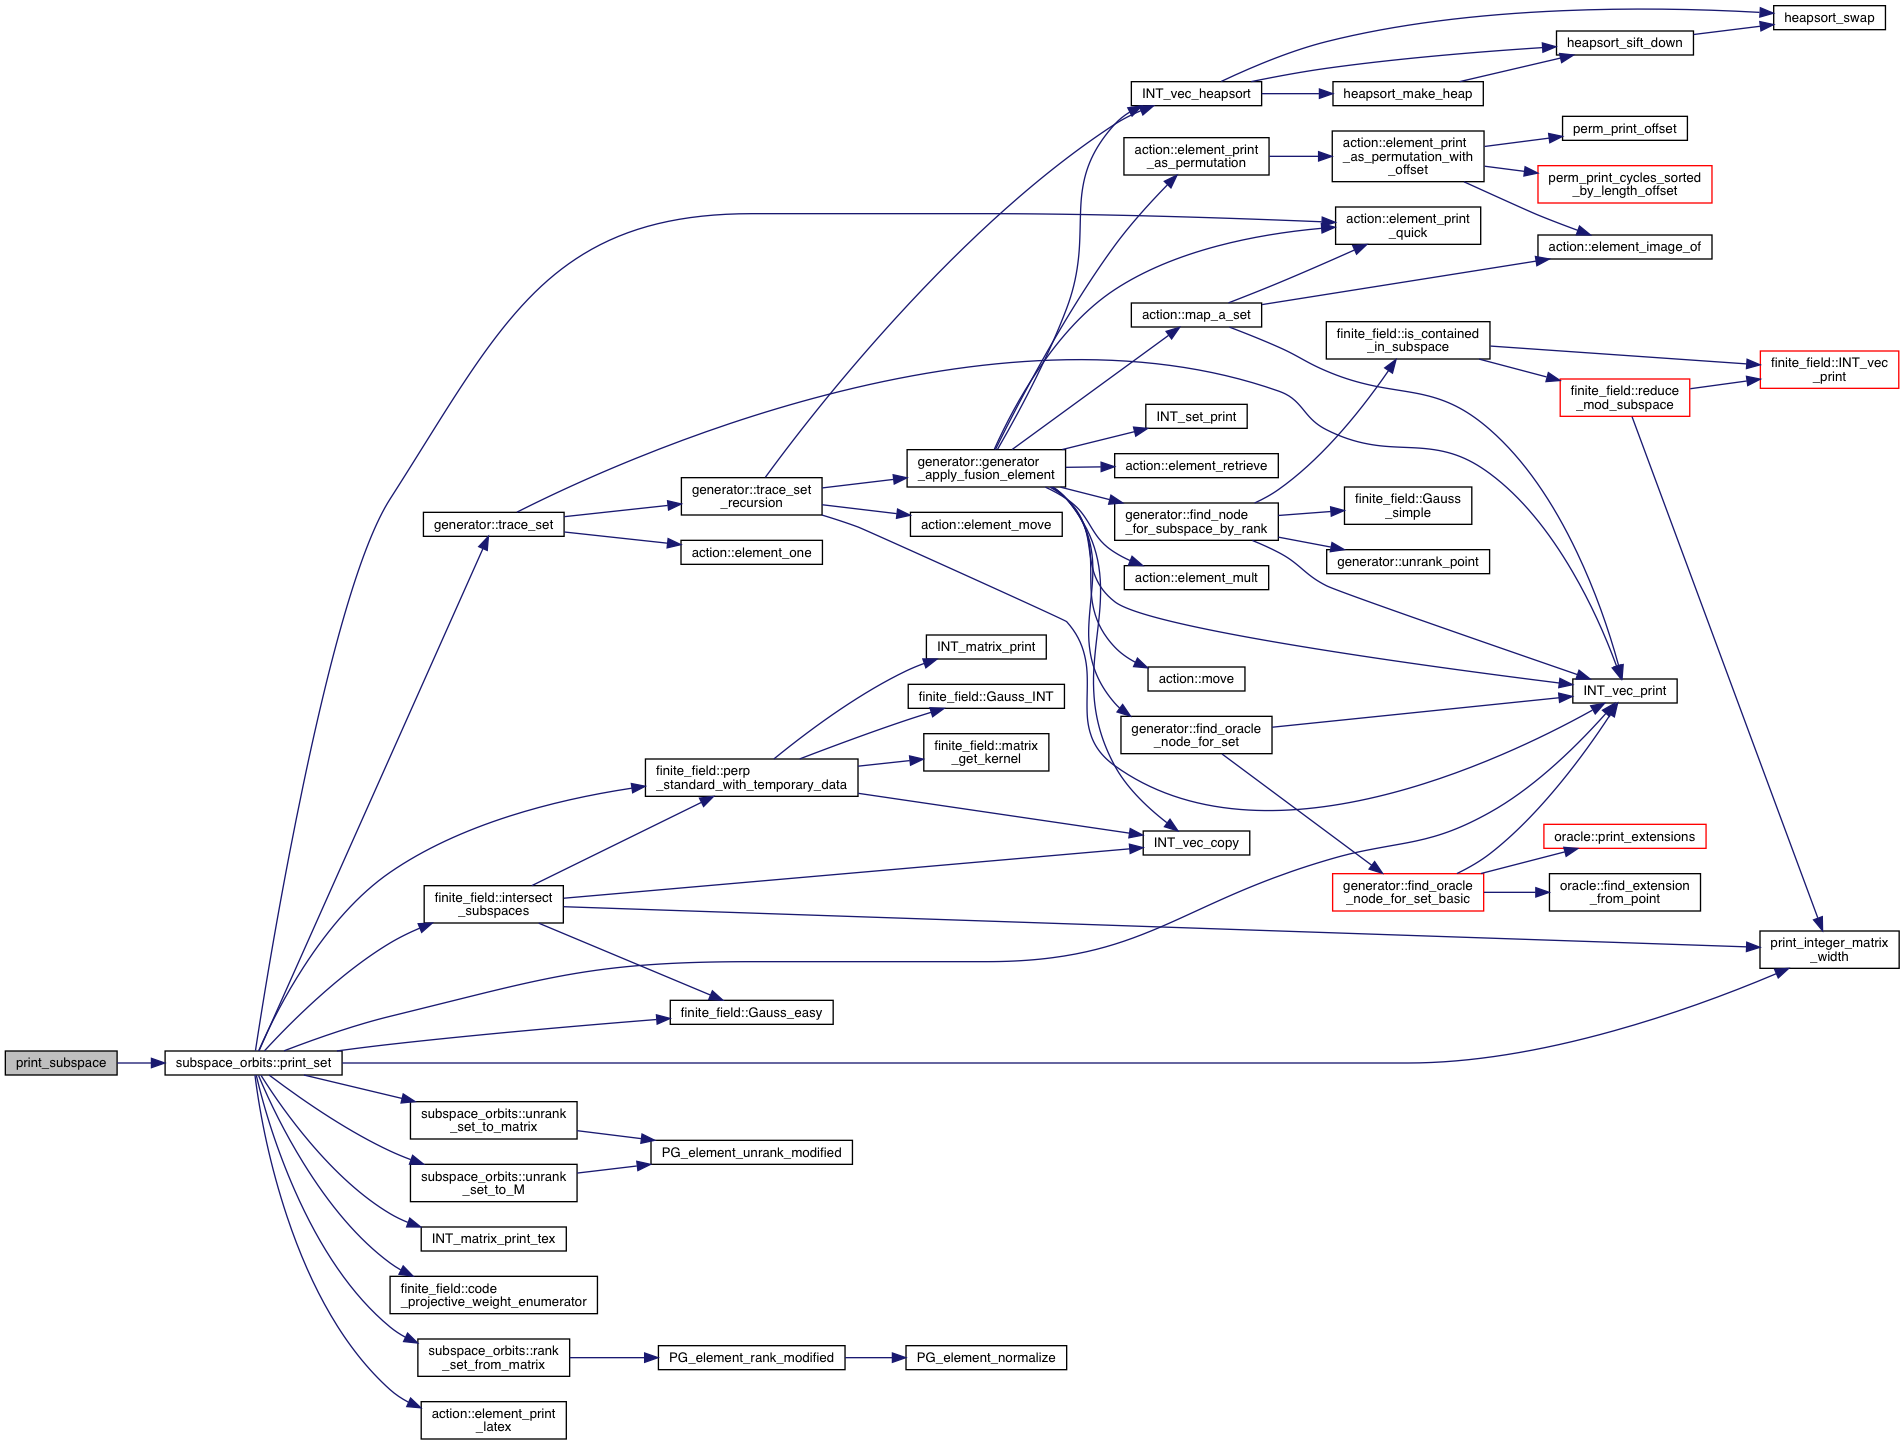 heapsort_swap
heapsort_sift_down
INT_vec_heapsort
heapsort_make_heap
perm_print_offset
action::element_print
_as_permutation
action::element_print
_as_permutation_with
_offset
perm_print_cycles_sorted
_by_length_offset
action::element_print
_quick
action::element_image_of
action::map_a_set
finite_field::is_contained
_in_subspace
finite_field::INT_vec
_print
finite_field::reduce
_mod_subspace
INT_set_print
generator::generator
_apply_fusion_element
action::element_retrieve
generator::trace_set
_recursion
finite_field::Gauss
_simple
generator::trace_set
action::element_move
generator::find_node
_for_subspace_by_rank
action::element_one
generator::unrank_point
action::element_mult
INT_matrix_print
action::move
INT_vec_print
finite_field::Gauss_INT
generator::find_oracle
_node_for_set
finite_field::matrix
_get_kernel
finite_field::perp
_standard_with_temporary_data
INT_vec_copy
oracle::print_extensions
generator::find_oracle
_node_for_set_basic
oracle::find_extension
_from_point
finite_field::intersect
_subspaces
print_integer_matrix
_width
finite_field::Gauss_easy
print_subspace
subspace_orbits::print_set
subspace_orbits::unrank
_set_to_matrix
PG_element_unrank_modified
subspace_orbits::unrank
_set_to_M
INT_matrix_print_tex
finite_field::code
_projective_weight_enumerator
subspace_orbits::rank
_set_from_matrix
PG_element_rank_modified
PG_element_normalize
action::element_print
_latex